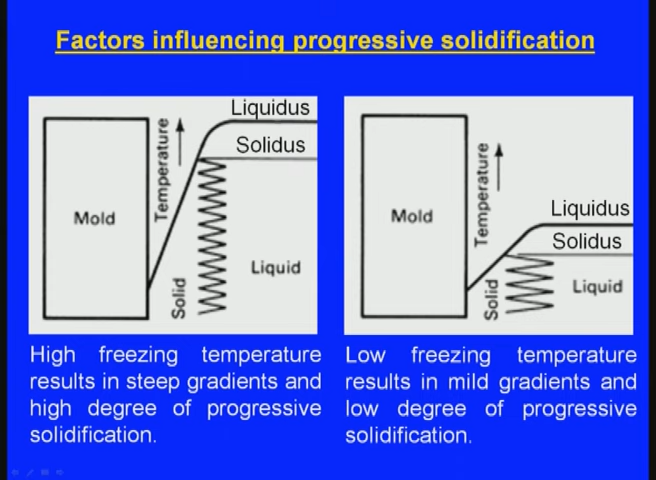 Factors influencing progressive solidification
Mold
Temperature
Liquidus
Solidus
Solid
Liquid
High freezing temperature
results in steep gradients and
high degree of progressive
solidification.
Mold
Temperature
Liquidus
Solidus
Solid
Liquid
Low freezing temperature
results in mild gradients and
low degree of progressive
solidification.